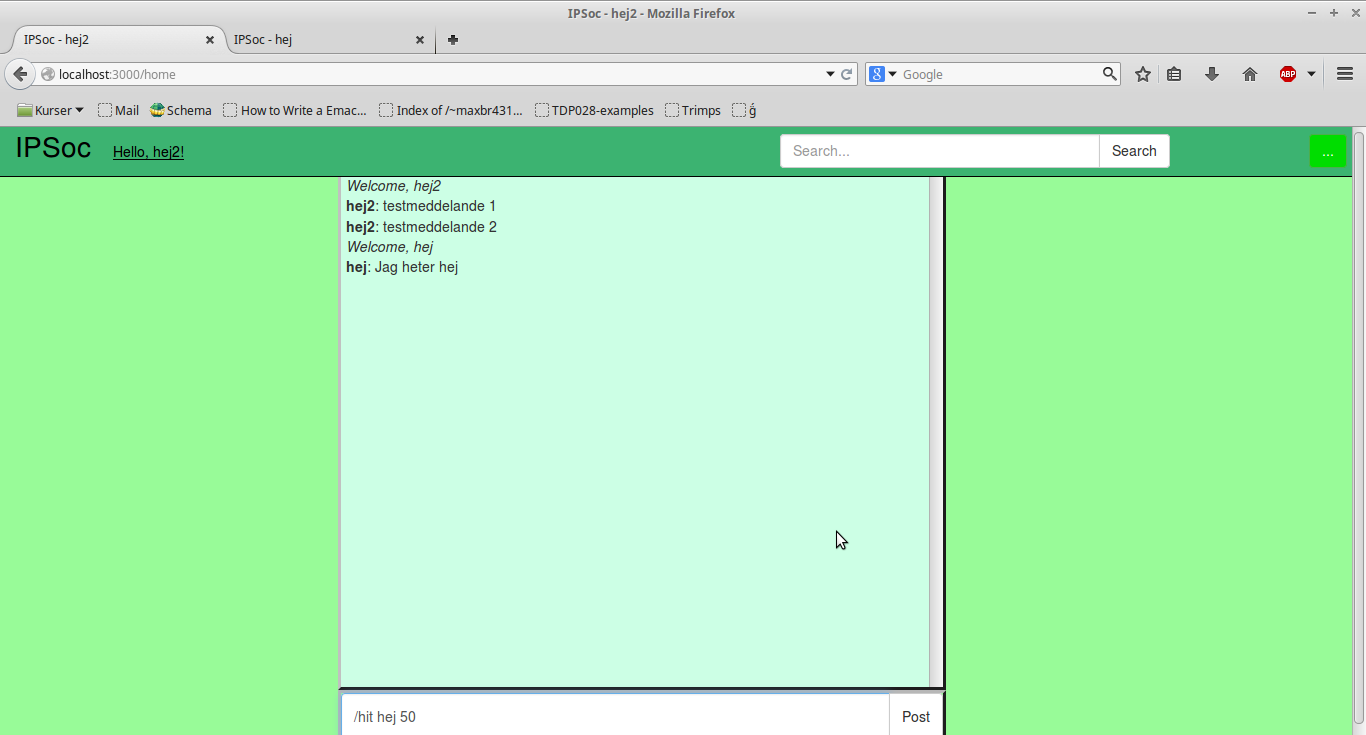 IPSoc - hej2 - Mozilla Firefox
IPSoc - hej2 IPSoc - hej
localhost:3000/home Google ABP
Kurser Mail Schema How to Write a Emac... Index of /~maxbr431... TDP028-examples Trimps ǵ
IPSoc Hello, hej2! Search... Search ...
Welcome, hej2
hej2: testmeddelande 1
hej2: testmeddelande 2
Welcome, hej
hej: Jag heter hej
/hit hej 50 Post